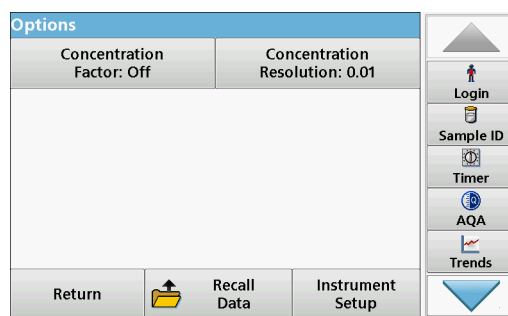 Options
Concentration
Factor: Off
Concentration
Resolution: 0.01
Login
Sample ID
Timer
AQA
Trends
Return
Recall
Data
Instrument
Setup